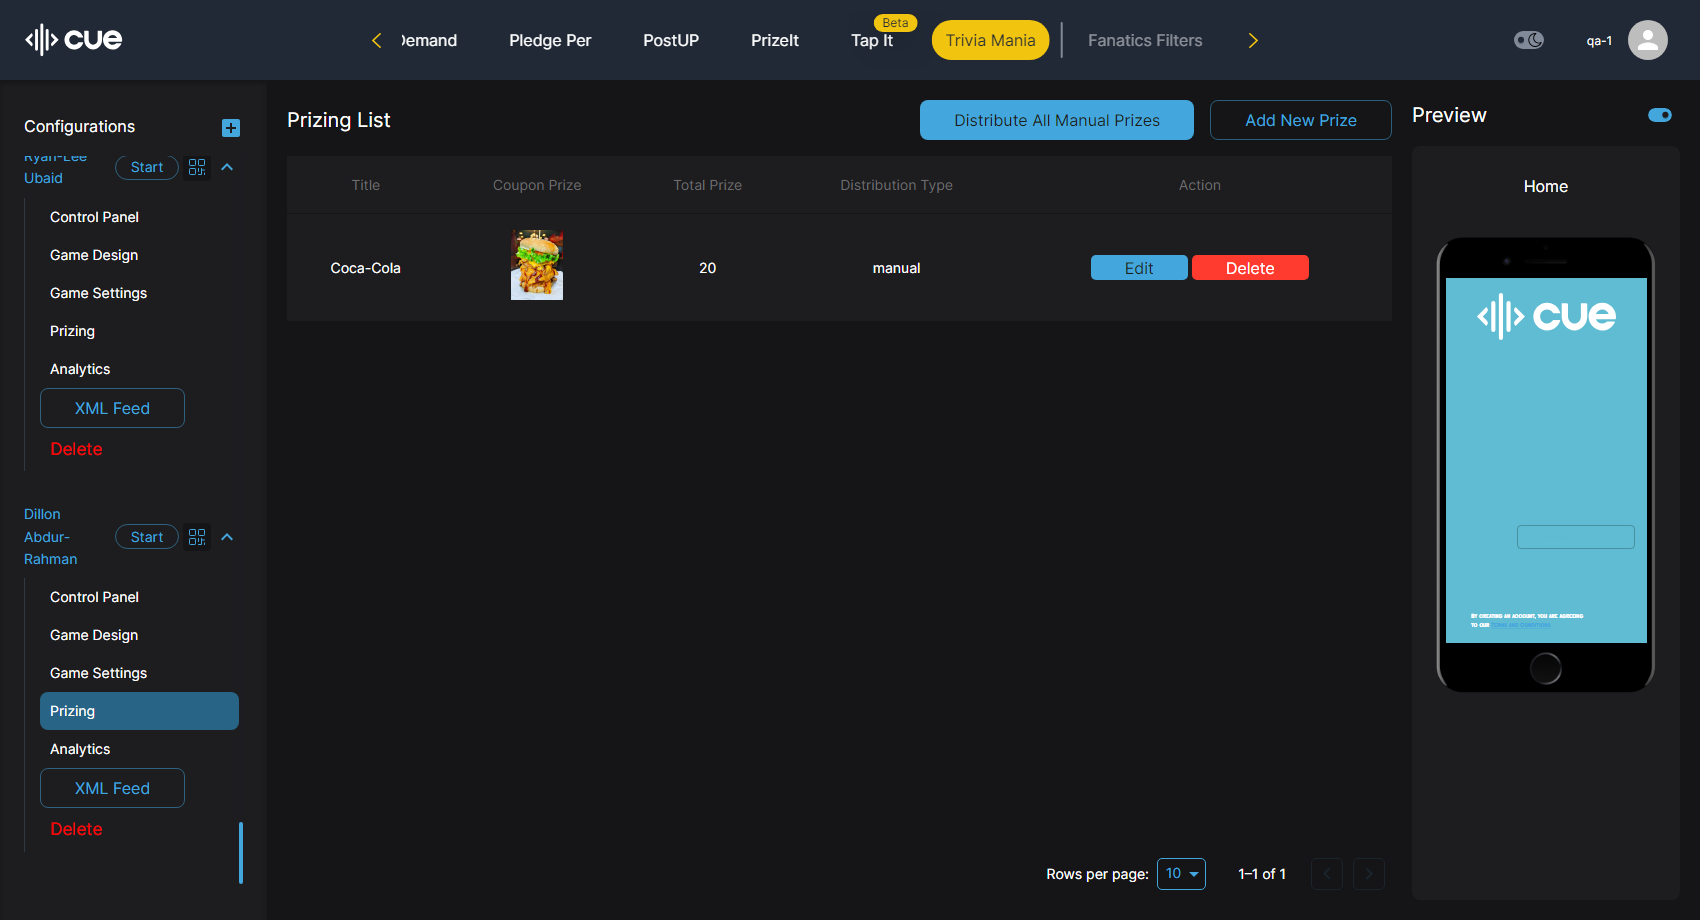 cue
Demand
Pledge Per
PostUP
PrizeIt
Tap It
Beta
Trivia Mania
Fanatics Filters
qa-1
Configurations
Ryan-Lee
Ubaid
Start
Control Panel
Game Design
Game Settings
Prizing
Analytics
XML Feed
Delete
Dillon
Abdur-
Rahman
Start
Control Panel
Game Design
Game Settings
Prizing
Analytics
XML Feed
Delete
Prizing List
Distribute All Manual Prizes
Add New Prize
Title
Coupon Prize
Total Prize
Distribution Type
Action
Coca-Cola
20
manual
Edit
Delete
Rows per page:
10
1–1 of 1
Preview
Home
cue
By creating an account, you are agreeing
to our terms and conditions